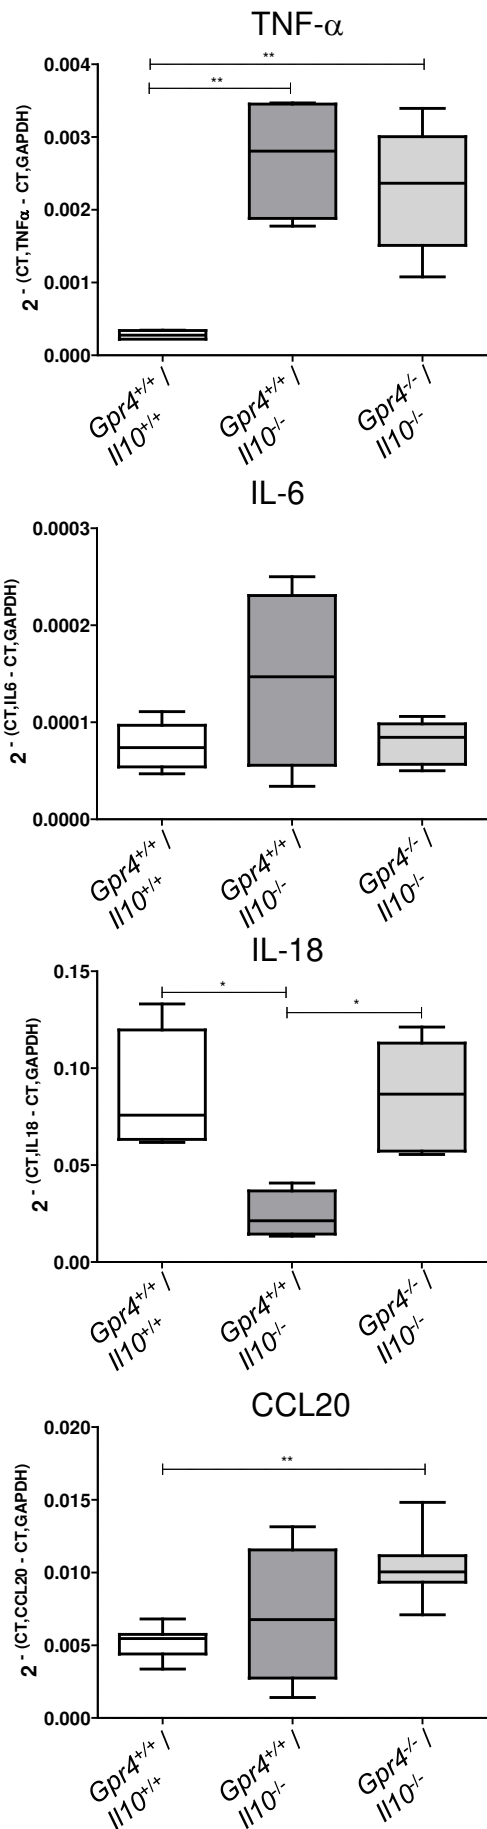 TNF-α
**
**
0.004
0.003
0.002
0.001
0.000
2 - (CT,TNFα - CT,GAPDH)
Gpr4+/+ /
Il10+/+
Gpr4+/+ /
Il10-/-
Gpr4-/- /
Il10-/-
IL-6
0.0003
0.0002
0.0001
0.0000
2 - (CT,IL6 - CT,GAPDH)
Gpr4+/+ /
Il10+/+
Gpr4+/+ /
Il10-/-
Gpr4-/- /
Il10-/-
IL-18
*
*
0.15
0.10
0.05
0.00
2 - (CT,IL18 - CT,GAPDH)
Gpr4+/+ /
Il10+/+
Gpr4+/+ /
Il10-/-
Gpr4-/- /
Il10-/-
CCL20
**
0.020
0.015
0.010
0.005
0.000
2 - (CT,CCL20 - CT,GAPDH)
Gpr4+/+ /
Il10+/+
Gpr4+/+ /
Il10-/-
Gpr4-/- /
Il10-/-